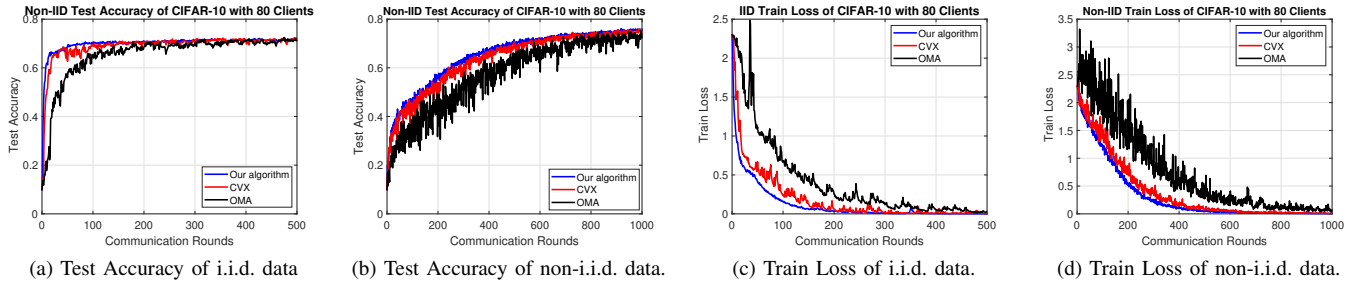 Non-IID Test Accuracy of CIFAR-10 with 80 Clients
0.8
0.6
0.4
0.2
0
Test Accuracy
0 100 200 300 400 500
Communication Rounds
Our algorithm
CVX
OMA
(a) Test Accuracy of i.i.d. data
Non-IID Test Accuracy of CIFAR-10 with 80 Clients
0.8
0.6
0.4
0.2
0
Test Accuracy
0 200 400 600 800 1000
Communication Rounds
Our algorithm
CVX
OMA
(b) Test Accuracy of non-i.i.d. data.
IID Train Loss of CIFAR-10 with 80 Clients
2.5
2
1.5
1
0.5
0
Train Loss
0 100 200 300 400 500
Communication Rounds
Our algorithm
CVX
OMA
(c) Train Loss of i.i.d. data.
Non-IID Train Loss of CIFAR-10 with 80 Clients
3.5
3
2.5
2
1.5
1
0.5
0
Train Loss
0 200 400 600 800 1000
Communication Rounds
Our algorithm
CVX
OMA
(d) Train Loss of non-i.i.d. data.